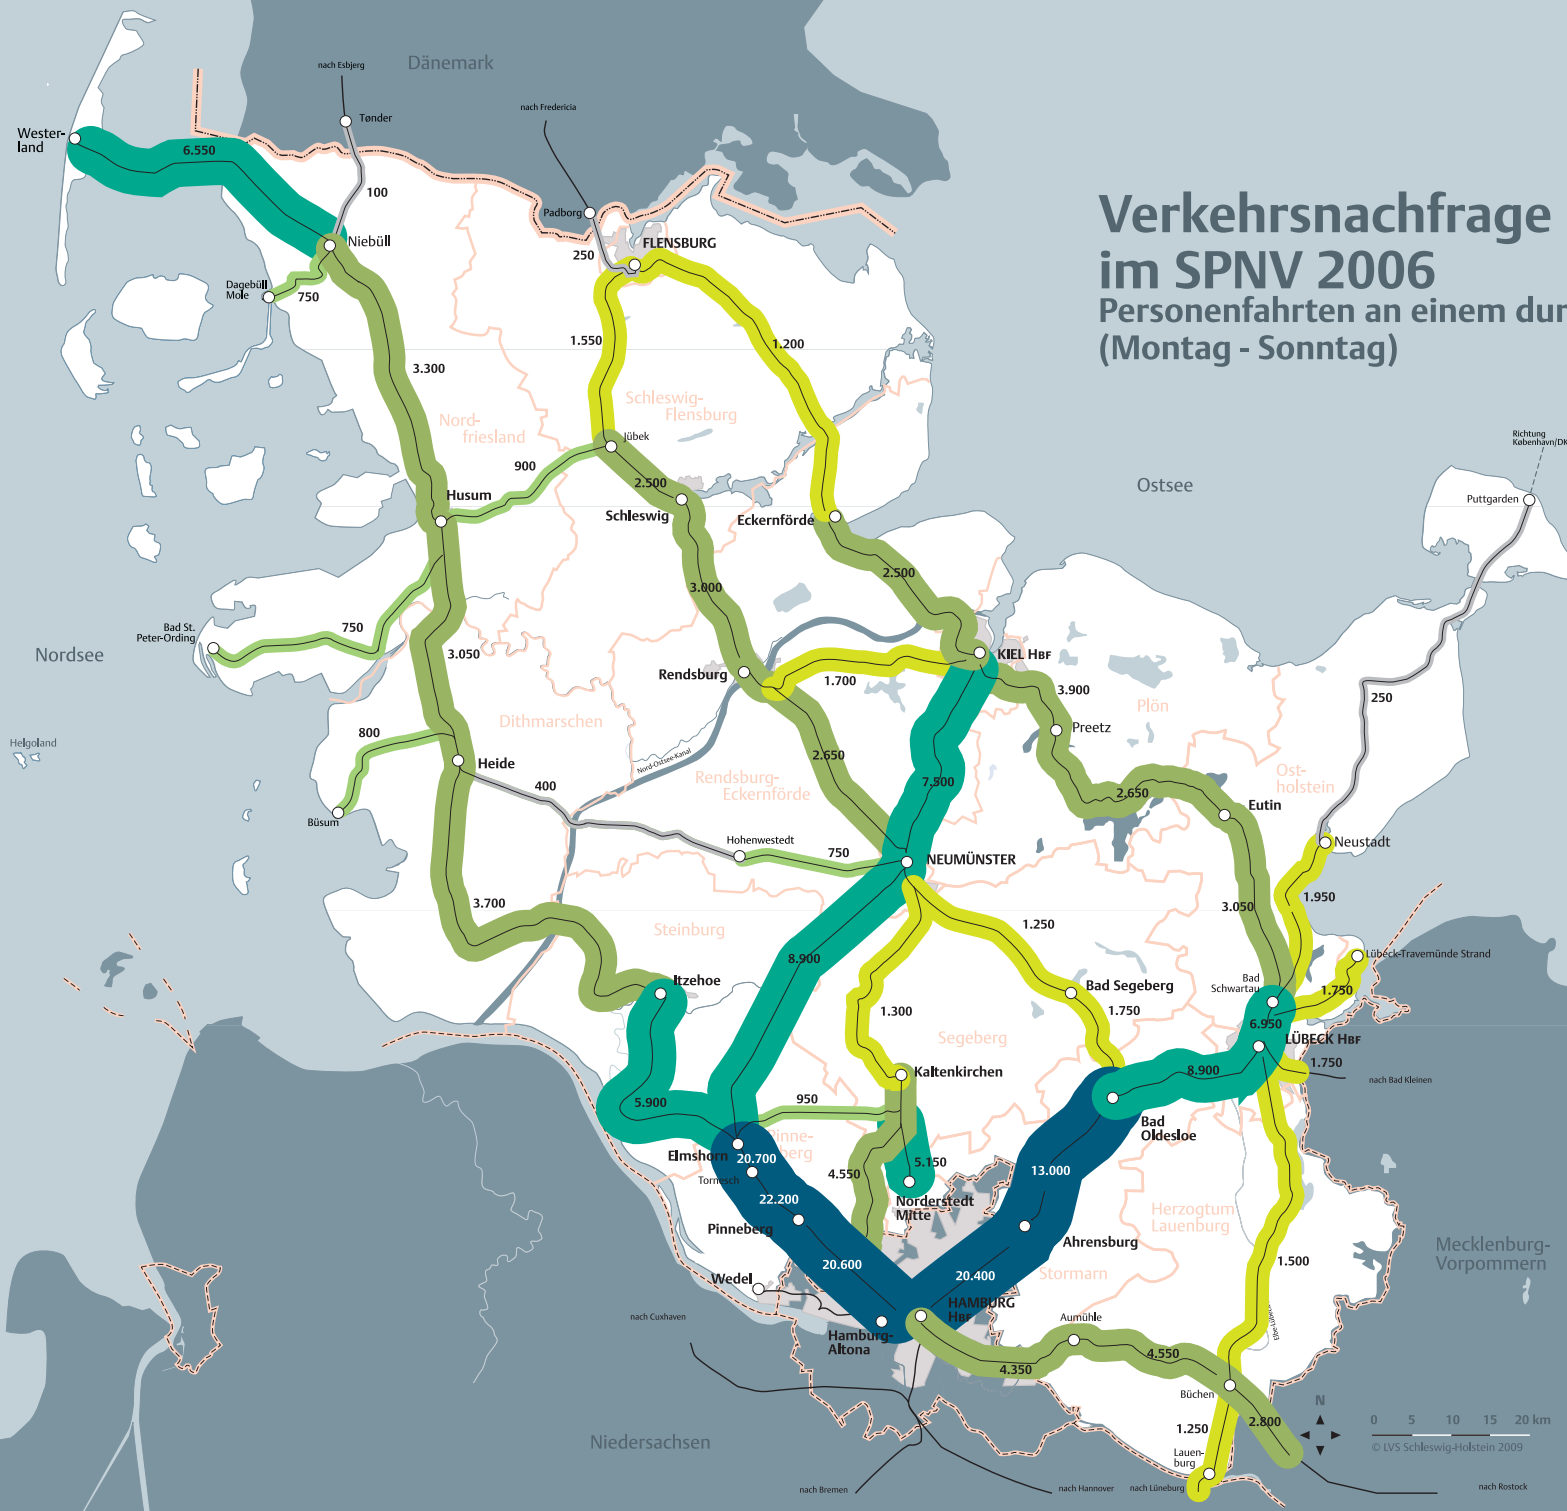 Verkehrsnachfrage
im SPNV 2006
Personenfahrten an einem dur
(Montag - Sonntag)
Dänemark
nach Esbjerg
Tønder
nach Fredericia
Wester-
land
6.550
100
Padborg
Niebüll
250
FLENSBURG
Dagebüll
Mole
750
1.550
1.200
3.300
Schleswig-
Flensburg
Nord-
friesland
Jübek
Richtung
København/DK
900
2.500
Husum
Schleswig
Eckernförde
Ostsee
Puttgarden
3.000
2.500
Bad St.
Peter-Ording
750
Nordsee
3.050
KIEL HBF
Rendsburg
1.700
3.900
250
Plön
Preetz
Dithmarschen
800
Helgoland
Heide
Nord-Ostsee-Kanal
2.650
Rendsburg-
Eckernförde
7.500
2.650
Ost-
holstein
400
Eutin
Büsum
Hohenwestedt
750
NEUMÜNSTER
Neustadt
3.700
1.950
3.050
1.250
Steinburg
8.900
Lübeck-Travemünde Strand
Itzehoe
Bad
Schwartau
Bad Segeberg
1.750
1.300
1.750
6.950
Segeberg
LÜBECK HBF
Kaltenkirchen
8.900
1.750
nach Bad Kleinen
5.900
950
Bad
Oldesloe
Pinne-
berg
Elmshorn
20.700
4.550
5.150
13.000
Tornesch
22.200
Norderstedt
Mitte
Herzogtum
Lauenburg
Pinneberg
Ahrensburg
Mecklenburg-
Vorpommern
20.600
20.400
Stormarn
1.500
Wedel
HAMBURG
HBF
nach Cuxhaven
Aumühle
Hamburg-
Altona
4.350
4.550
Büchen
N
1.250
2.800
0 5 10 15 20 km
© LVS Schleswig-Holstein 2009
Niedersachsen
Lauen-
burg
nach Bremen
nach Hannover
nach Lüneburg
nach Rostock